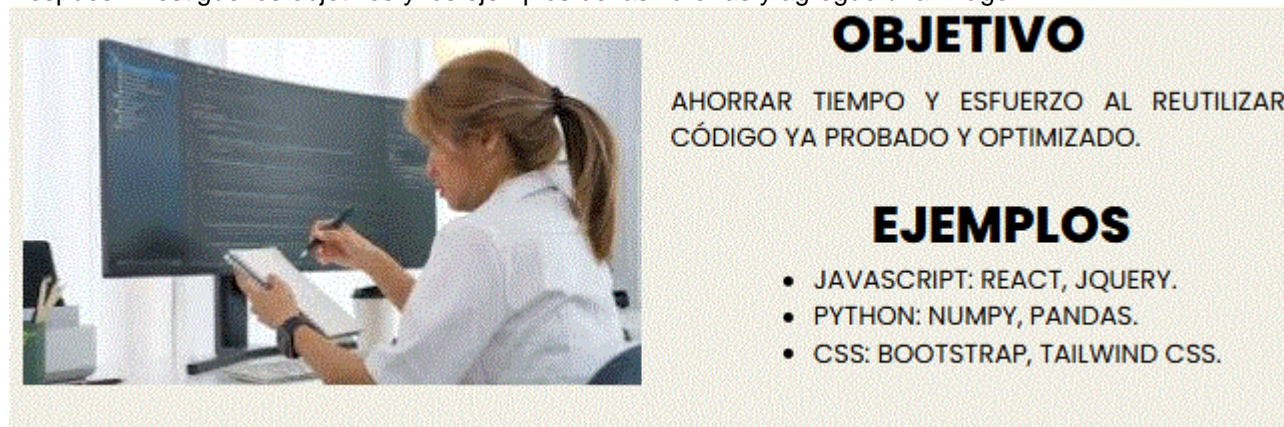 OBJETIVO
AHORRAR TIEMPO Y ESFUERZO AL REUTILIZAR
CÓDIGO YA PROBADO Y OPTIMIZADO.
EJEMPLOS
• JAVASCRIPT: REACT, JQUERY.
• PYTHON: NUMPY, PANDAS.
• CSS: BOOTSTRAP, TAILWIND CSS.